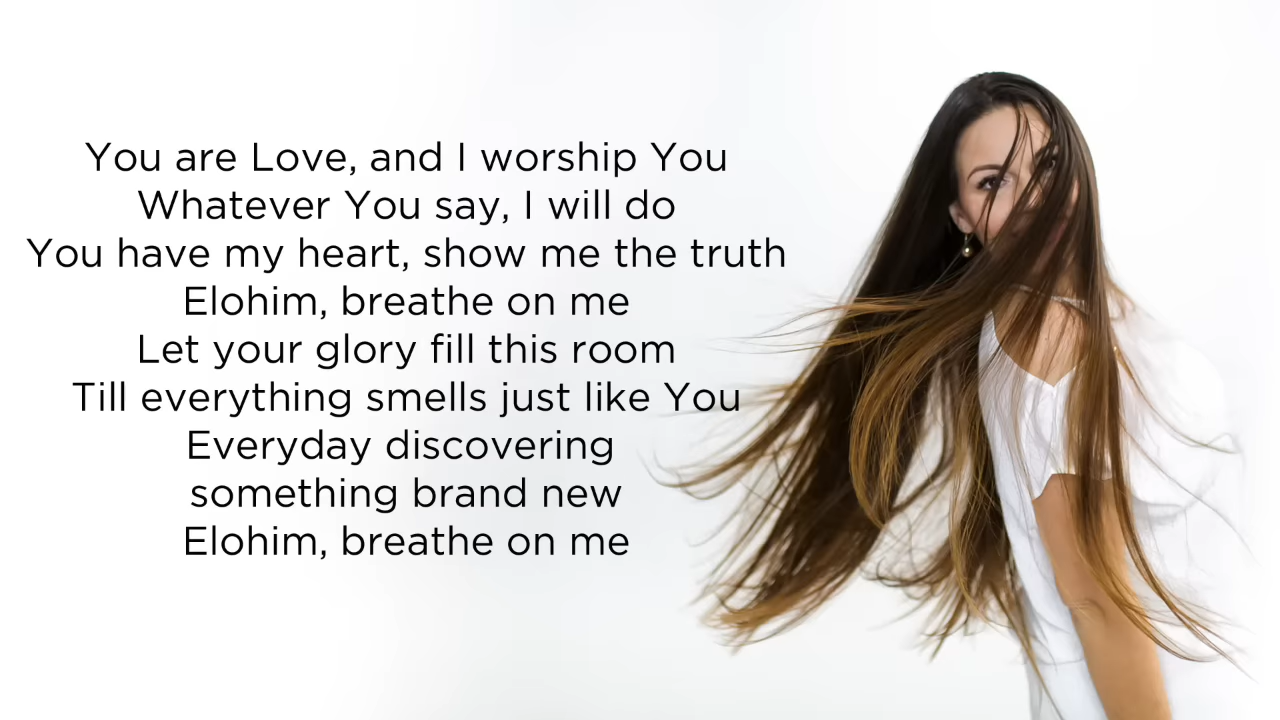 You are Love, and I worship You
Whatever You say, I will do
You have my heart, show me the truth
Elohim, breathe on me
Let your glory fill this room
Till everything smells just like You
Everyday discovering
something brand new
Elohim, breathe on me